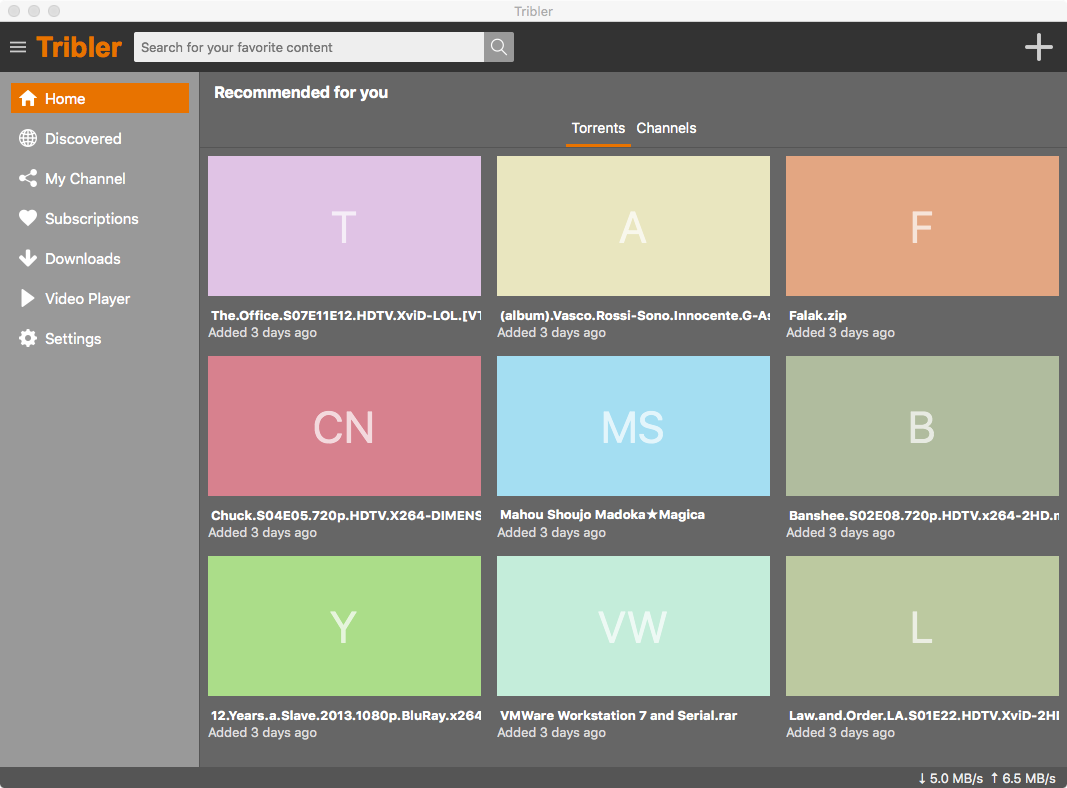 Tribler
Tribler
Search for your favorite content
Home
Discovered
My Channel
Subscriptions
Downloads
Video Player
Settings
Recommended for you
Torrents Channels
T
A
F
The.Office.S07E11E12.HDTV.XviD-LOL.[VT
(album).Vasco.Rossi-Sono.Innocente.G-As
Falak.zip
Added 3 days ago
Added 3 days ago
Added 3 days ago
CN
MS
B
Chuck.S04E05.720p.HDTV.X264-DIMENS
Mahou Shoujo Madoka★Magica
Banshee.S02E08.720p.HDTV.x264-2HD.m
Added 3 days ago
Added 3 days ago
Added 3 days ago
Y
VW
L
12.Years.a.Slave.2013.1080p.BluRay.x264
VMWare Workstation 7 and Serial.rar
Law.and.Order.LA.S01E22.HDTV.XviD-2HD
Added 3 days ago
Added 3 days ago
Added 3 days ago
↓ 5.0 MB/s ↑ 6.5 MB/s